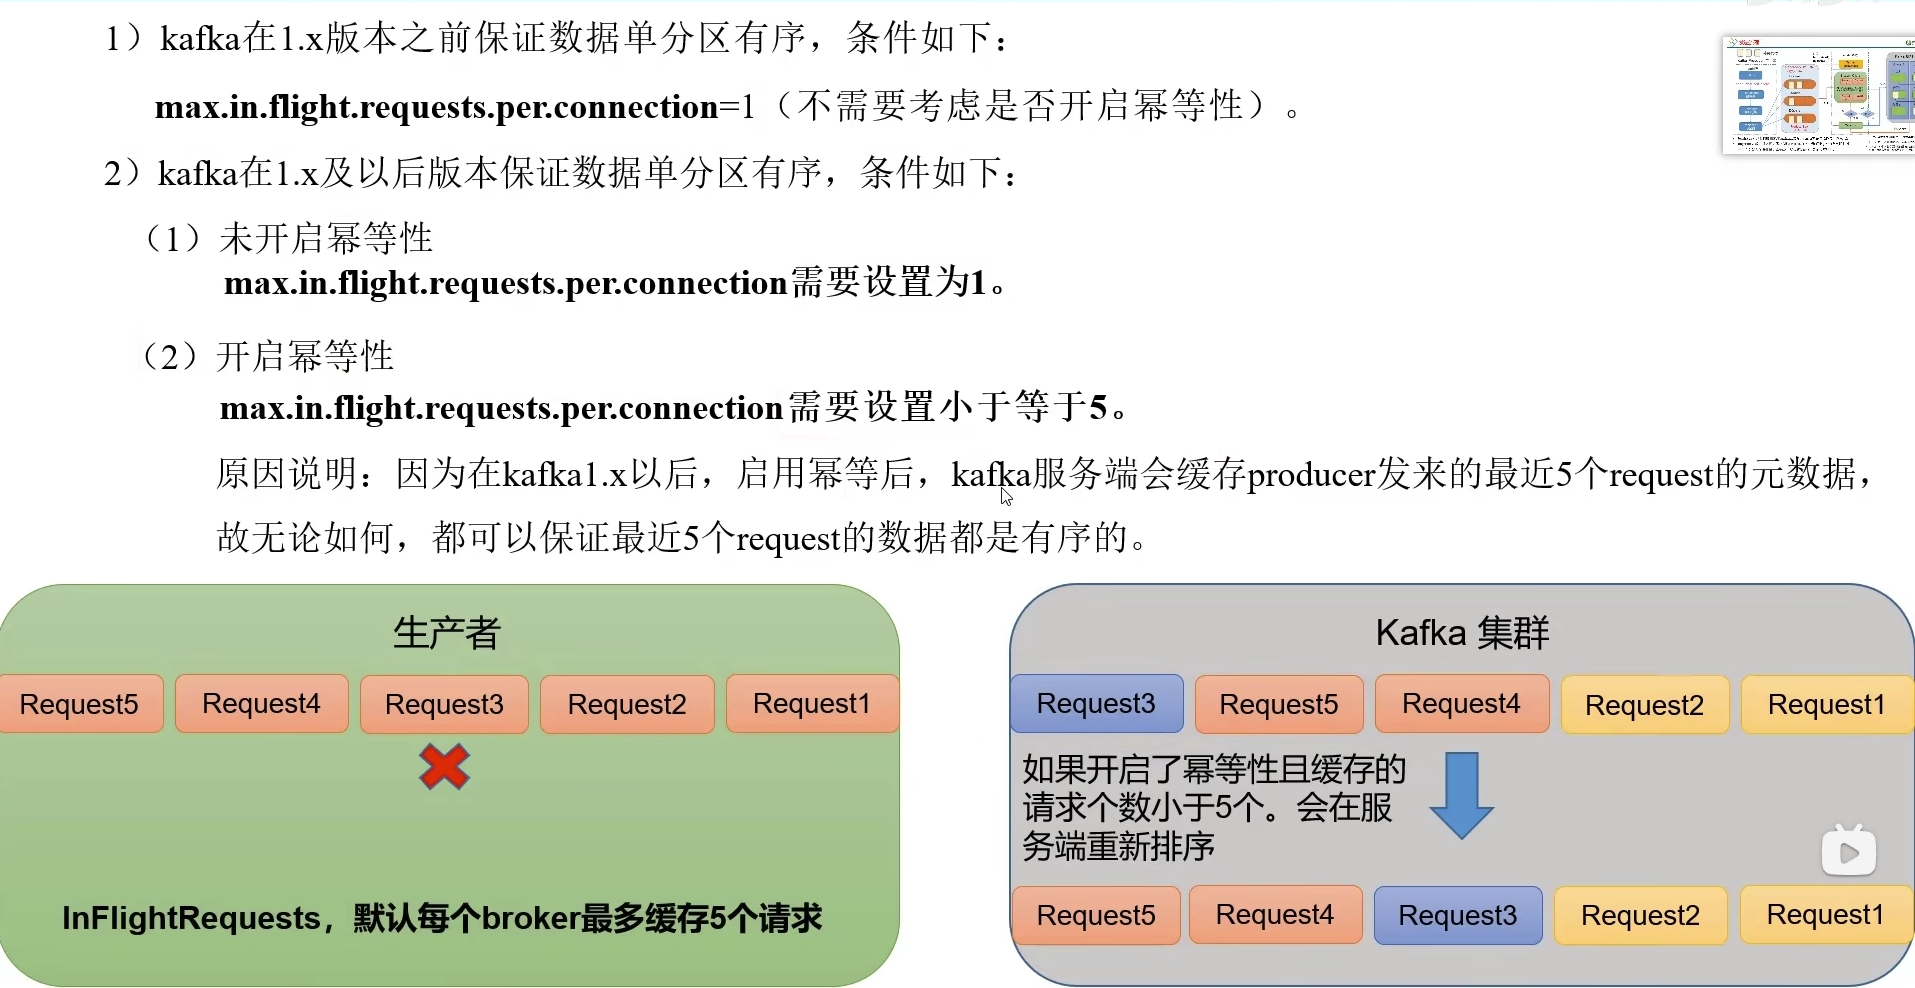 1）kafka在1.x版本之前保证数据单分区有序，条件如下：
max.in.flight.requests.per.connection=1（不需要考虑是否开启幂等性）。
2）kafka在1.x及以后版本保证数据单分区有序，条件如下：
（1）未开启幂等性
max.in.flight.requests.per.connection需要设置为1。
（2）开启幂等性
max.in.flight.requests.per.connection需要设置小于等于5。
原因说明：因为在kafka1.x以后，启用幂等后，kafka服务端会缓存producer发来的最近5个request的元数据，
故无论如何，都可以保证最近5个request的数据都是有序的。
生产者
Request5 Request4 Request3 Request2 Request1
InFlightRequests，默认每个broker最多缓存5个请求
Kafka 集群
Request3 Request5 Request4 Request2 Request1
如果开启了幂等性且缓存的
请求个数小于5个。会在服
务端重新排序
Request5 Request4 Request3 Request2 Request1